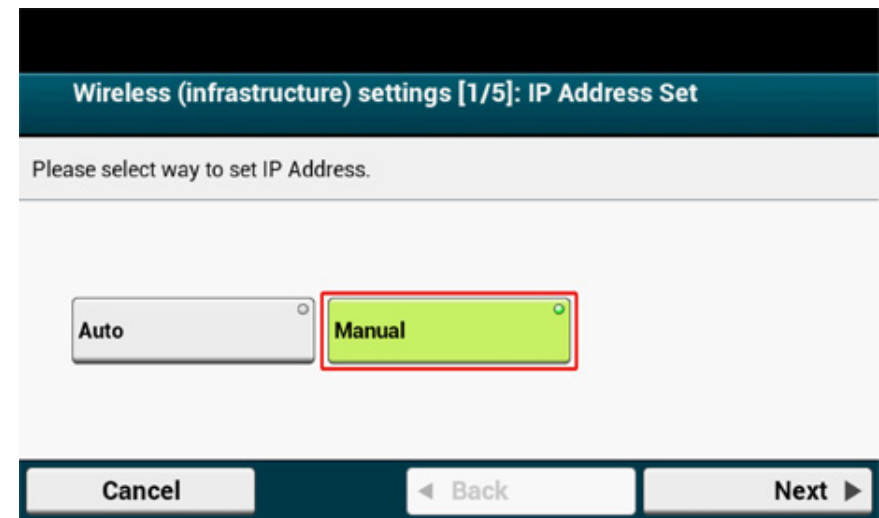 Wireless (infrastructure) settings [1/5]: IP Address Set
Please select way to set IP Address.
Auto
Manual
Cancel
Back
Next